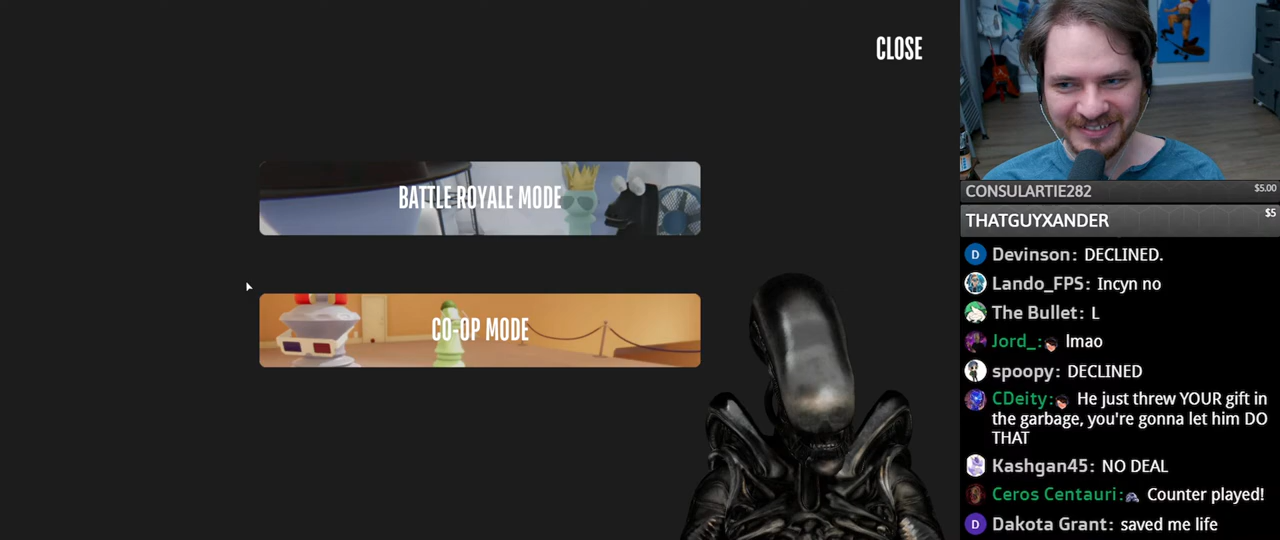 CLOSE
BATTLE ROYALE MODE
CO-OP MODE
CONSULARTIE282 $5.00
THATGUYXANDER $5
D Devinson: DECLINED.
Lando_FPS: Incyn no
The Bullet: L
Jord_: lmao
spoopy: DECLINED
CDeity: He just threw YOUR gift in
the garbage, you're gonna let him DO
THAT
Kashgan45: NO DEAL
Ceros Centauri: Counter played!
D Dakota Grant: saved me life